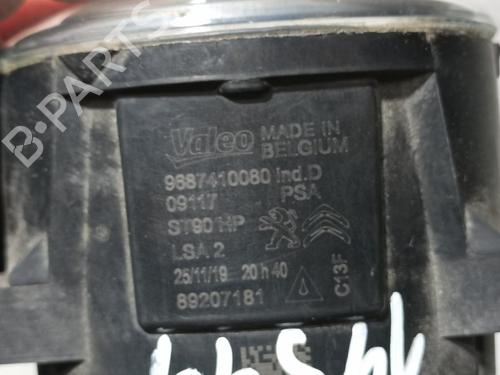 B-PARTS
Valeo MADE IN BELGIUM
9687410080 Ind.D
09117 PSA
ST90 HP
LSA 2
25/11/19 20 h 40
C13F
89207181